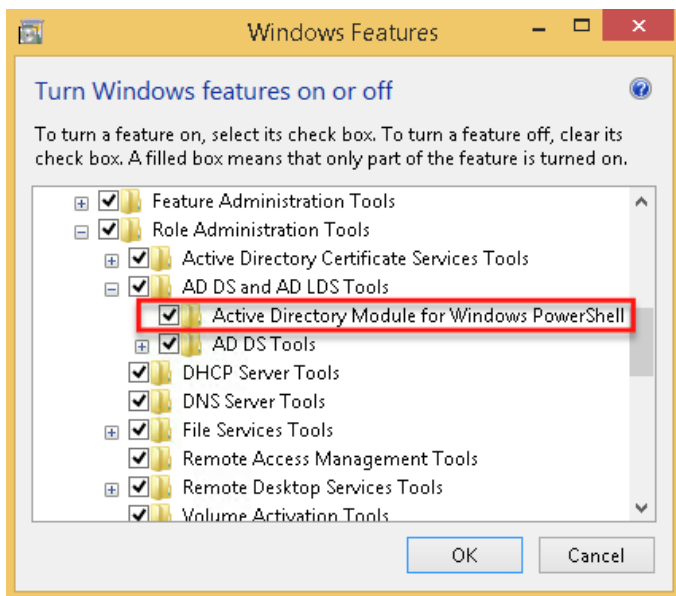 Windows Features
Turn Windows features on or off
To turn a feature on, select its check box. To turn a feature off, clear its
check box. A filled box means that only part of the feature is turned on.
Feature Administration Tools
Role Administration Tools
Active Directory Certificate Services Tools
AD DS and AD LDS Tools
Active Directory Module for Windows PowerShell
AD DS Tools
DHCP Server Tools
DNS Server Tools
File Services Tools
Remote Access Management Tools
Remote Desktop Services Tools
Volume Activation Tools
OK Cancel